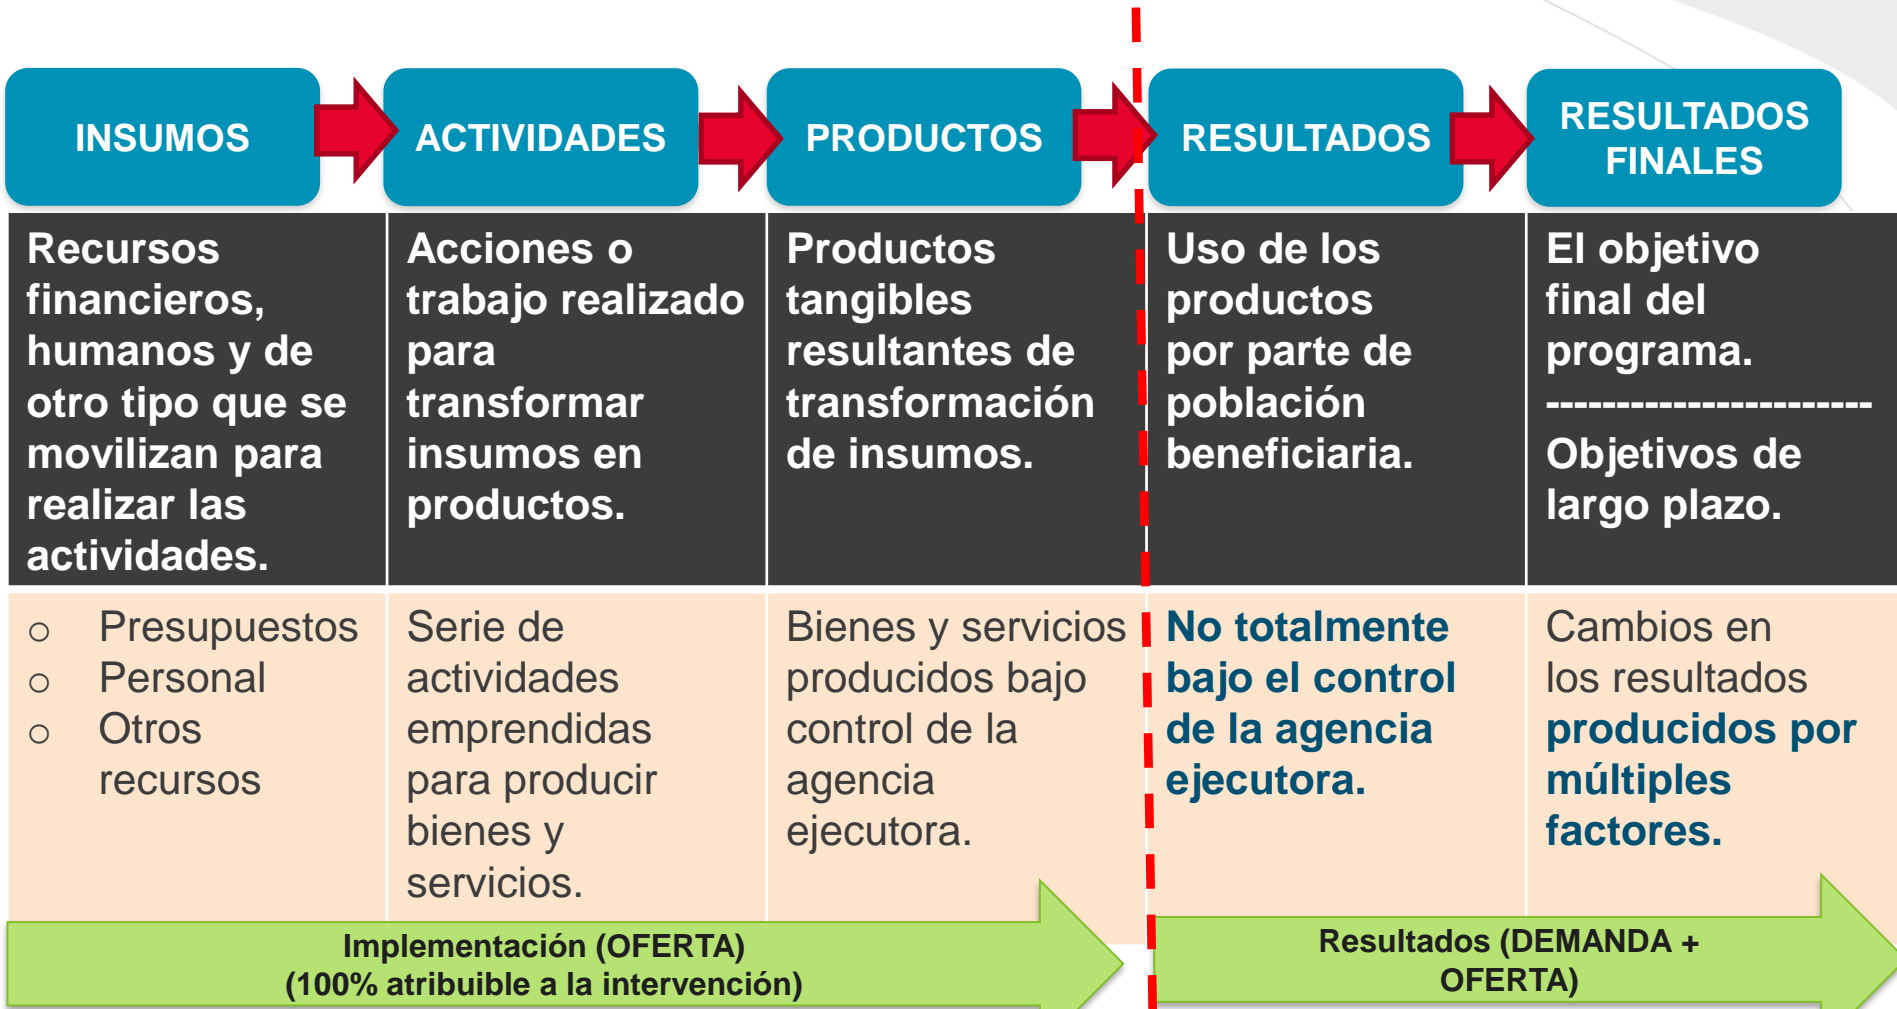 INSUMOS
ACTIVIDADES
PRODUCTOS
RESULTADOS
RESULTADOS
FINALES
Recursos
financieros,
humanos y de
otro tipo que se
movilizan para
realizar las
actividades.
Acciones o
trabajo realizado
para
transformar
insumos en
productos.
Productos
tangibles
resultantes de
transformación
de insumos.
Uso de los
productos
por parte de
población
beneficiaria.
El objetivo
final del
programa.
-----------------------
Objetivos de
largo plazo.
o Presupuestos
o Personal
o Otros
recursos
Serie de
actividades
emprendidas
para producir
bienes y
servicios.
Bienes y servicios
producidos bajo
control de la
agencia
ejecutora.
No totalmente
bajo el control
de la agencia
ejecutora.
Cambios en
los resultados
producidos por
múltiples
factores.
Implementación (OFERTA)
(100% atribuible a la intervención)
Resultados (DEMANDA +
OFERTA)